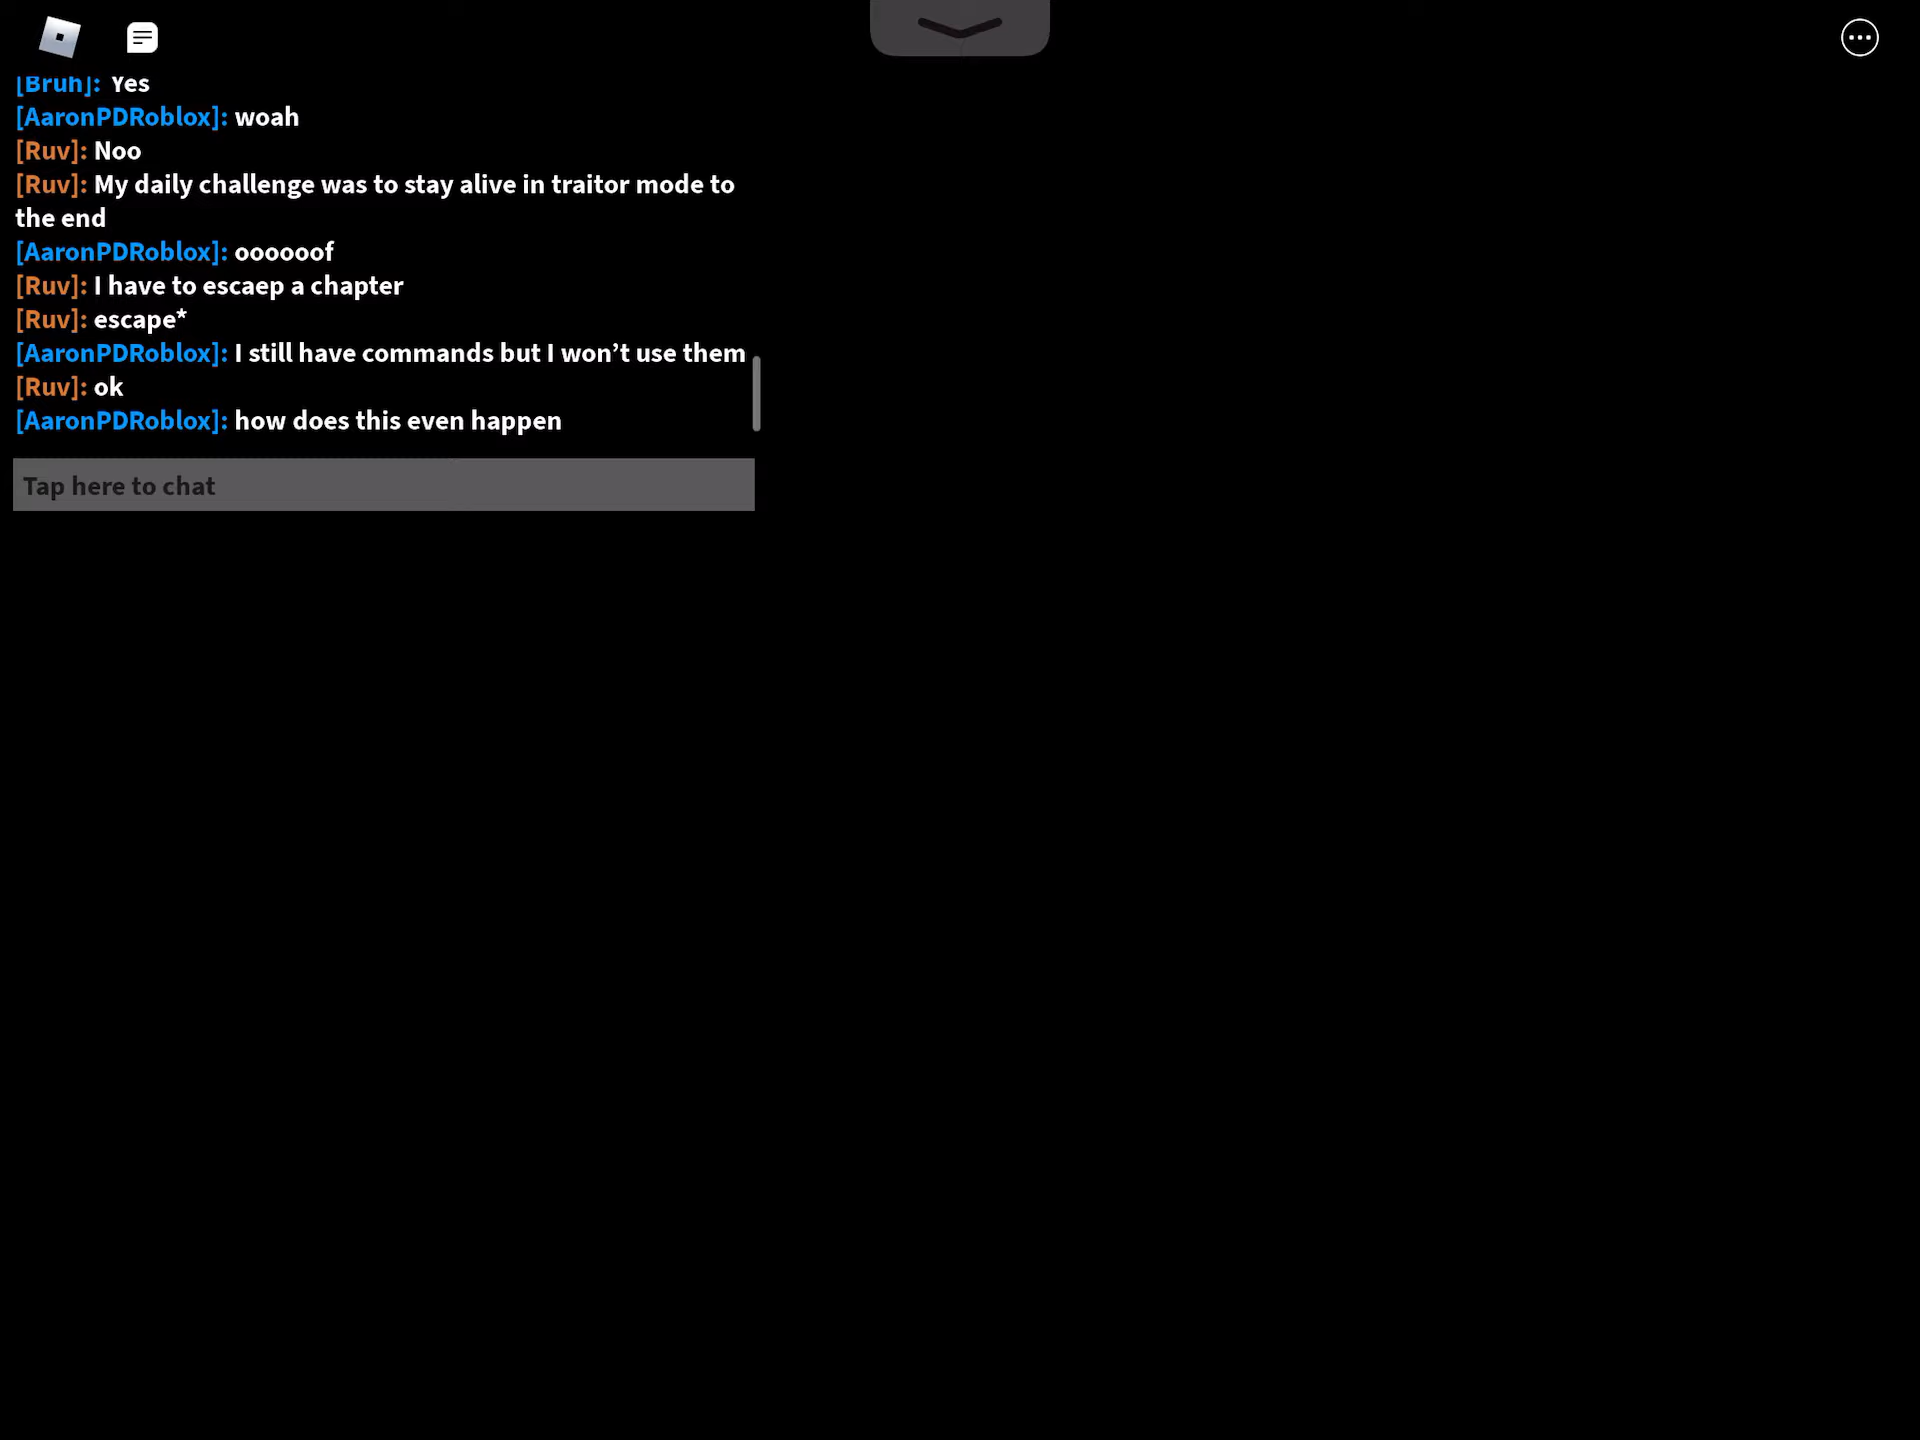 [Bruh]: Yes
[AaronPDRoblox]: woah
[Ruv]: Noo
[Ruv]: My daily challenge was to stay alive in traitor mode to
the end
[AaronPDRoblox]: oooooof
[Ruv]: I have to escaep a chapter
[Ruv]: escape*
[AaronPDRoblox]: I still have commands but I won’t use them
[Ruv]: ok
[AaronPDRoblox]: how does this even happen
Tap here to chat